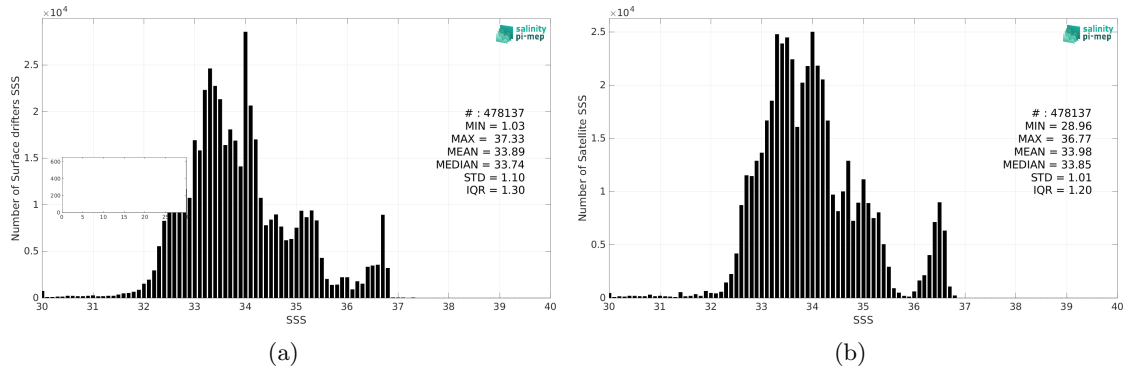 ×10⁴
salinity
pi-mep
Number of Surface drifters SSS
2.5
2
1.5
1
0.5
0
600
400
200
0
0 5 10 15 20 25
# : 478137
MIN = 1.03
MAX = 37.33
MEAN = 33.89
MEDIAN = 33.74
STD = 1.10
IQR = 1.30
30 31 32 33 34 35 36 37 38 39 40
SSS
(a)
×10⁴
salinity
pi-mep
Number of Satellite SSS
2.5
2
1.5
1
0.5
0
# : 478137
MIN = 28.96
MAX = 36.77
MEAN = 33.98
MEDIAN = 33.85
STD = 1.01
IQR = 1.20
30 31 32 33 34 35 36 37 38 39 40
SSS
(b)